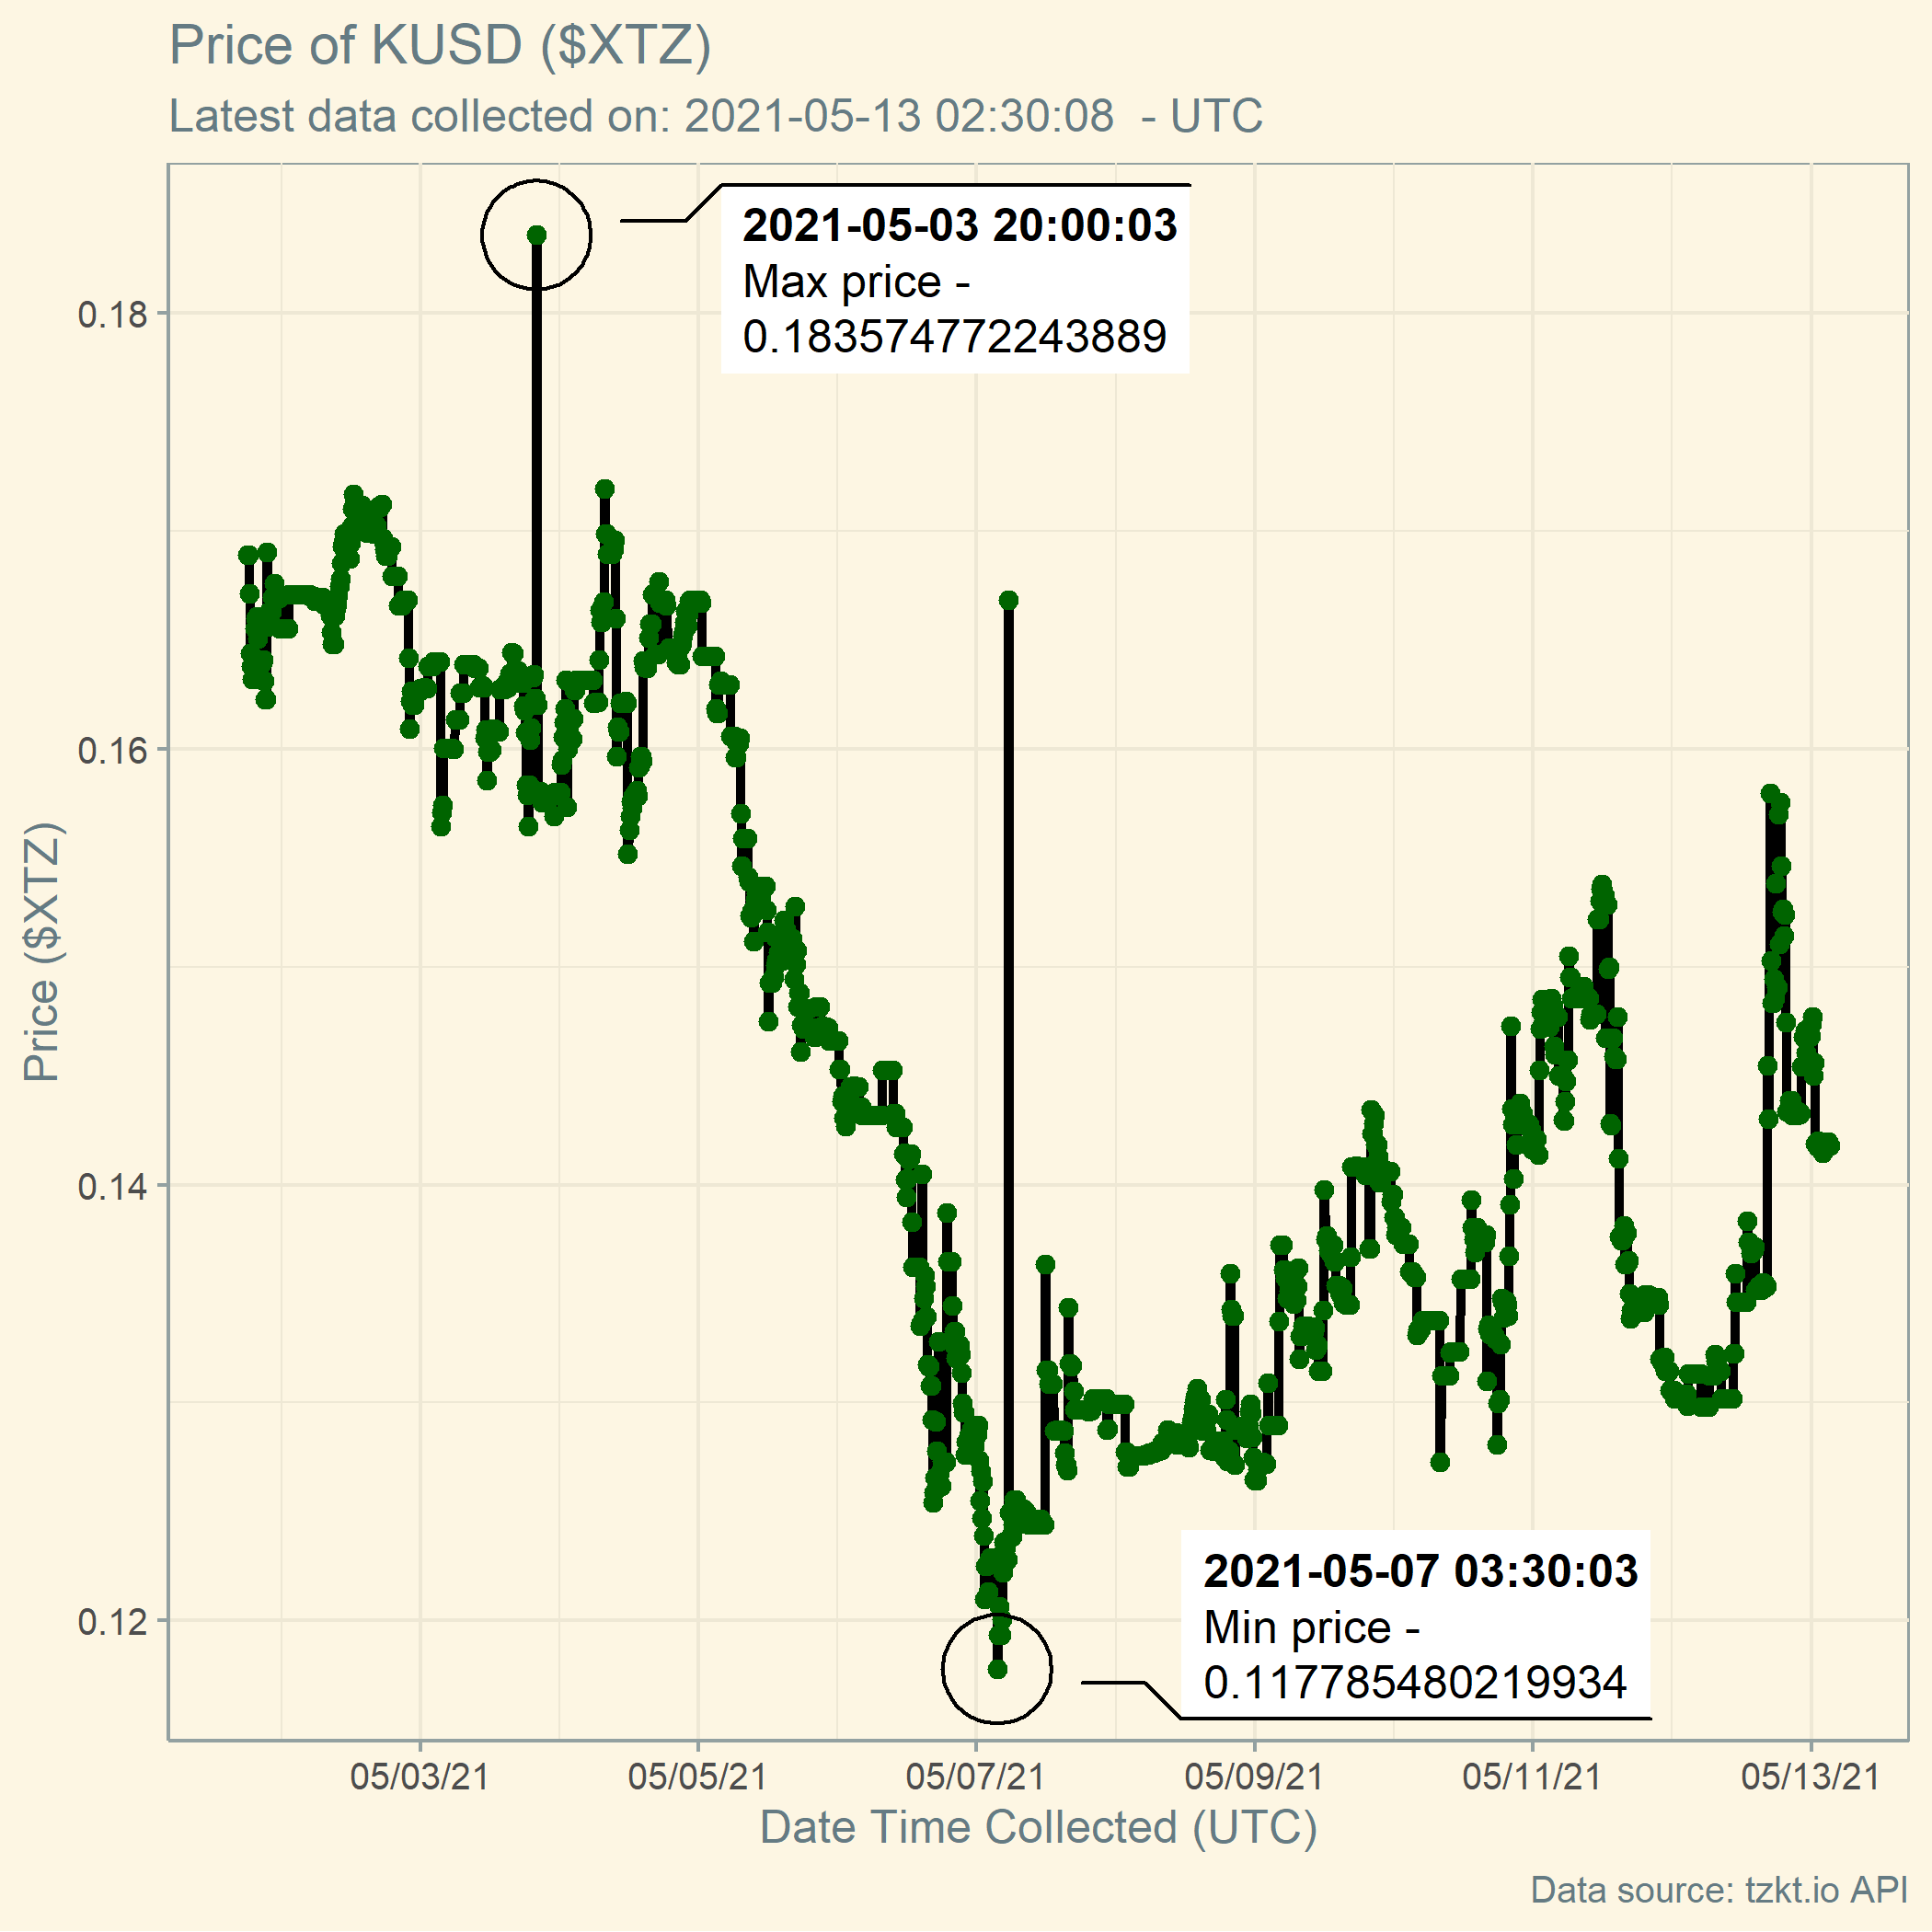 Price of KUSD ($XTZ)
Latest data collected on: 2021-05-13 02:30:08 - UTC
2021-05-03 20:00:03
Max price -
0.183574772243889
0.18
0.16
0.14
0.12
Price ($XTZ)
2021-05-07 03:30:03
Min price -
0.117785480219934
05/03/21 05/05/21 05/07/21 05/09/21 05/11/21 05/13/21
Date Time Collected (UTC)
Data source: tzkt.io API